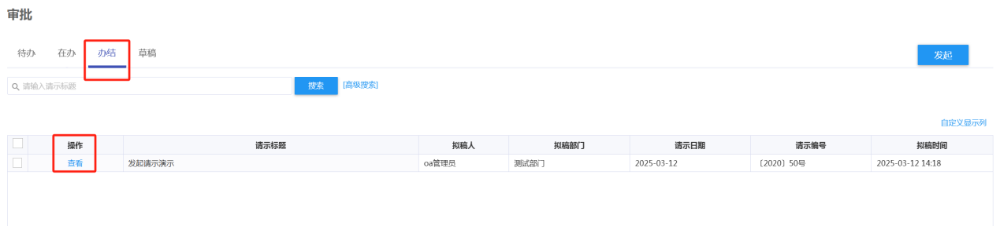 审批
待办 在办 办结 草稿 发起
请输入请示标题 搜索 [高级搜索]
自定义显示列
操作 请示标题 拟稿人 拟稿部门 请示日期 请示编号 拟稿时间
查看 发起请示演示 oa管理员 测试部门 2025-03-12 〔2020〕50号 2025-03-12 14:18